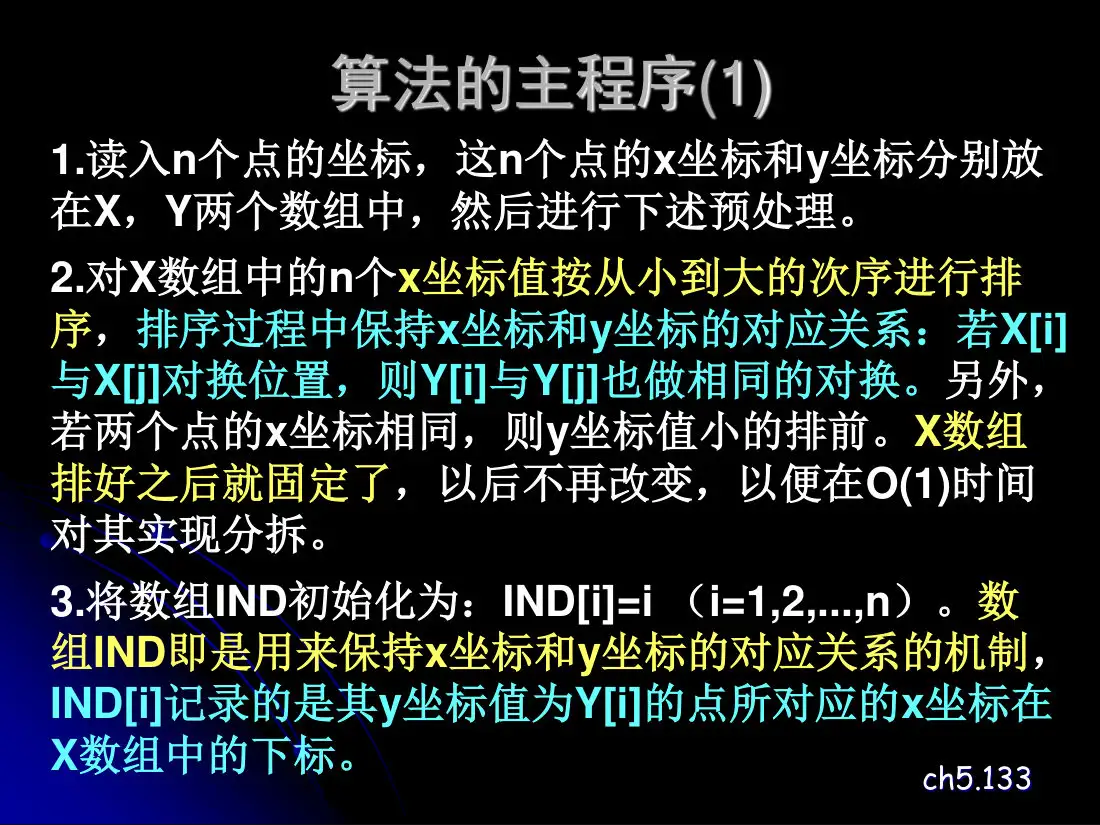 算法的主程序(1)
1.读入n个点的坐标，这n个点的x坐标和y坐标分别放
在X，Y两个数组中，然后进行下述预处理。
2.对X数组中的n个x坐标值按从小到大的次序进行排
序，排序过程中保持x坐标和y坐标的对应关系：若X[i]
与X[j]对换位置，则Y[i]与Y[j]也做相同的对换。另外，
若两个点的x坐标相同，则y坐标值小的排前。X数组
排好之后就固定了，以后不再改变，以便在O(1)时间
对其实现分拆。
3.将数组IND初始化为：IND[i]=i （i=1,2,...,n）。数
组IND即是用来保持x坐标和y坐标的对应关系的机制，
IND[i]记录的是其y坐标值为Y[i]的点所对应的x坐标在
X数组中的下标。
ch5.133